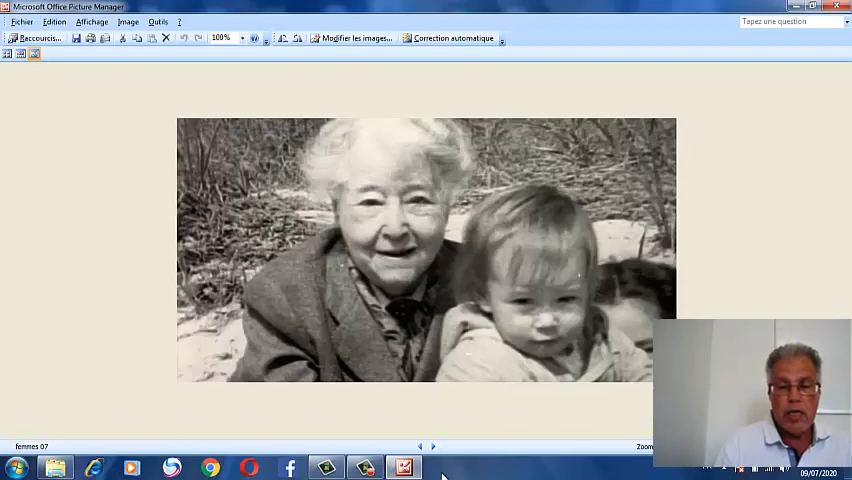 Microsoft Office Picture Manager
Fichier Edition Affichage Image Outils ? Tapez une question
Raccourcis... 100% Modifier les images... Correction automatique
femmes 07 Zoom
FR 09/07/2020